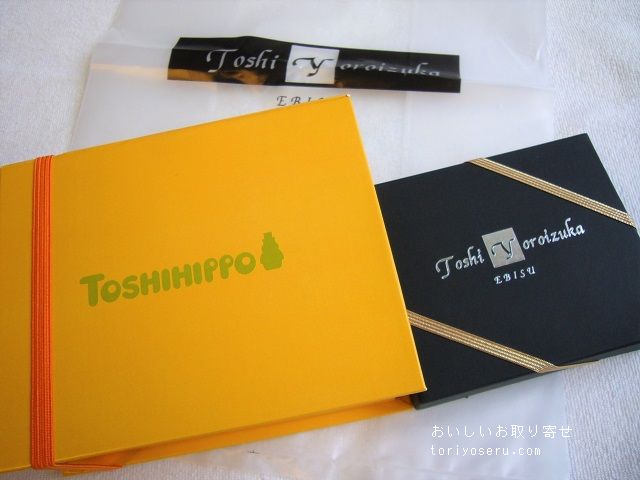 Toshi Yoroizuka
EBISU
TOSHIHIPPO
Toshi Yoroizuka
EBISU
おいしいお取り寄せ
toriyoseru.com